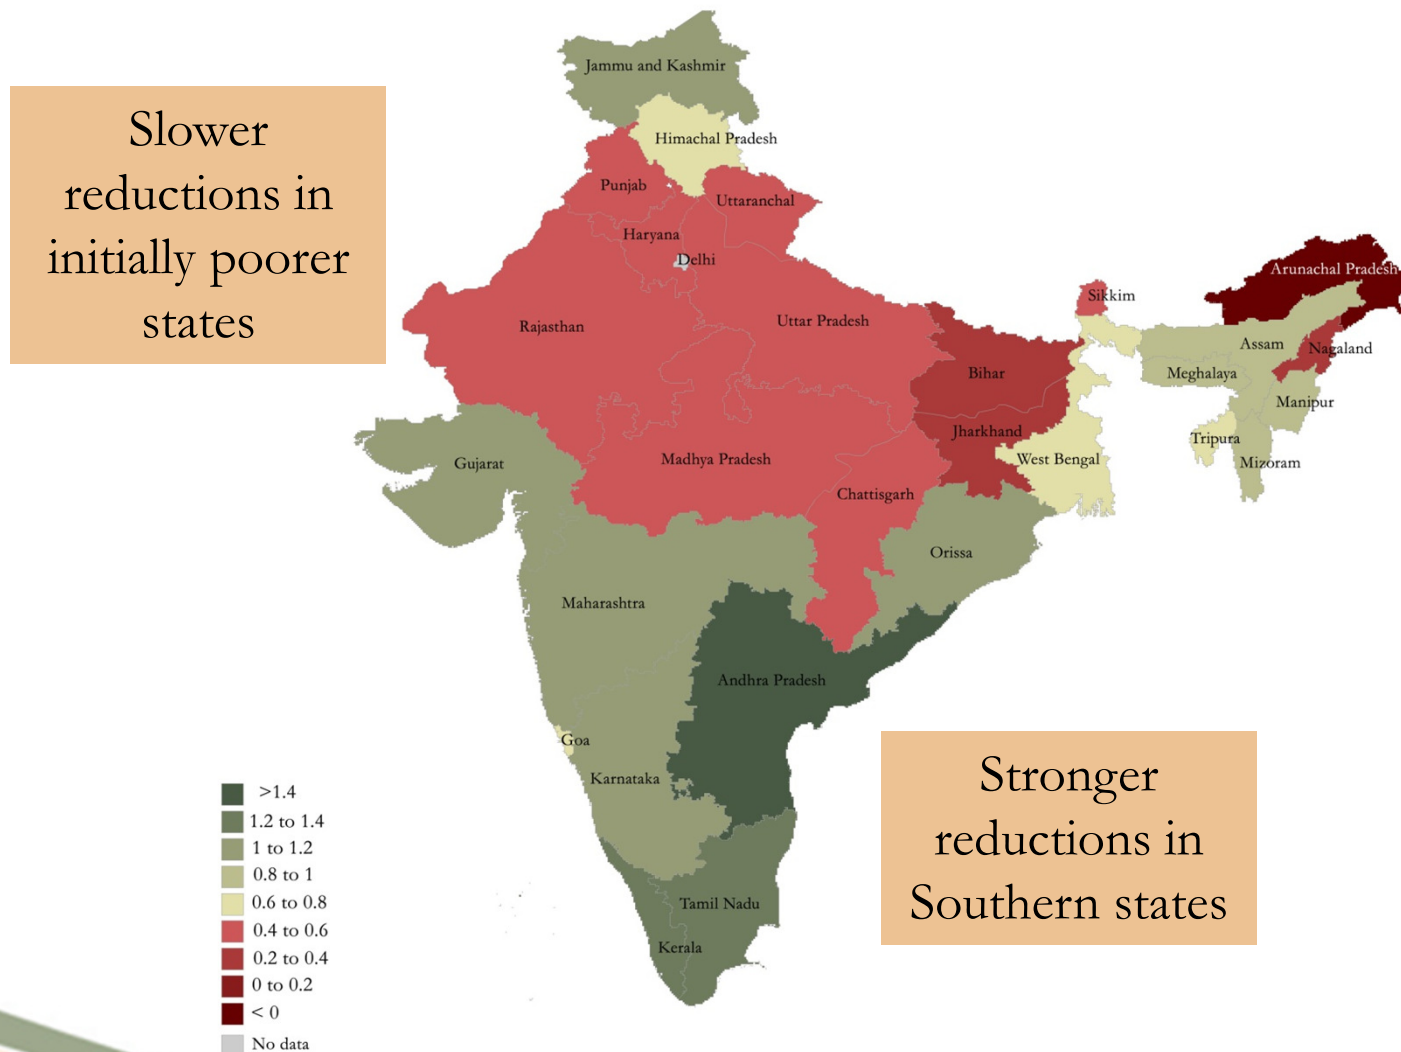 Slower
reductions in
initially poorer
states
Jammu and Kashmir
Himachal Pradesh
Punjab
Uttaranchal
Haryana
Delhi
Arunachal Pradesh
Sikkim
Rajasthan
Uttar Pradesh
Assam
Nagaland
Bihar
Meghalaya
Manipur
Jharkhand
Tripura
Gujarat
Madhya Pradesh
West Bengal
Mizoram
Chattisgarh
Orissa
Maharashtra
Andhra Pradesh
Goa
Karnataka
Tamil Nadu
Kerala
Stronger
reductions in
Southern states
>1.4
1.2 to 1.4
1 to 1.2
0.8 to 1
0.6 to 0.8
0.4 to 0.6
0.2 to 0.4
0 to 0.2
< 0
No data